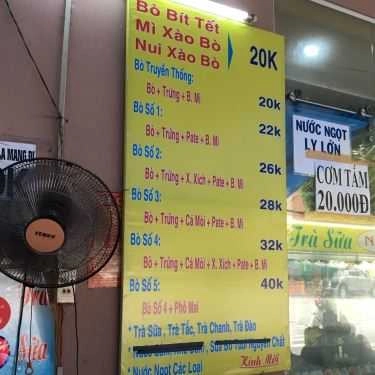 Bò Bít Tết
Mì Xào Bò
Nui Xào Bò
20K
Bò Truyền Thống:
Bò + Trứng + B. Mì
20k
Bò Số 1:
Bò + Trứng + Pate + B. Mì
22k
Bò Số 2:
Bò + Trứng + X. Xích + Pate + B. Mì
26k
Bò Số 3:
Bò + Trứng + Cá Mòi + Pate + B. Mì
28k
Bò Số 4:
Bò + Trứng + Cá Mòi + X. Xích + Pate + B. Mì
32k
Bò Số 5:
Bò Số 4 + Phô Mai
40k
* Trà Sữa, Trà Tắc, Trà Chanh, Trà Đào
Nguyên Chất
* Nước Ngọt Các Loại
Kính Mời
A MANG
NƯỚC NGỌT
LY LỚN
CƠM TẤM
20.000Đ
Trà Sữa
Sữa